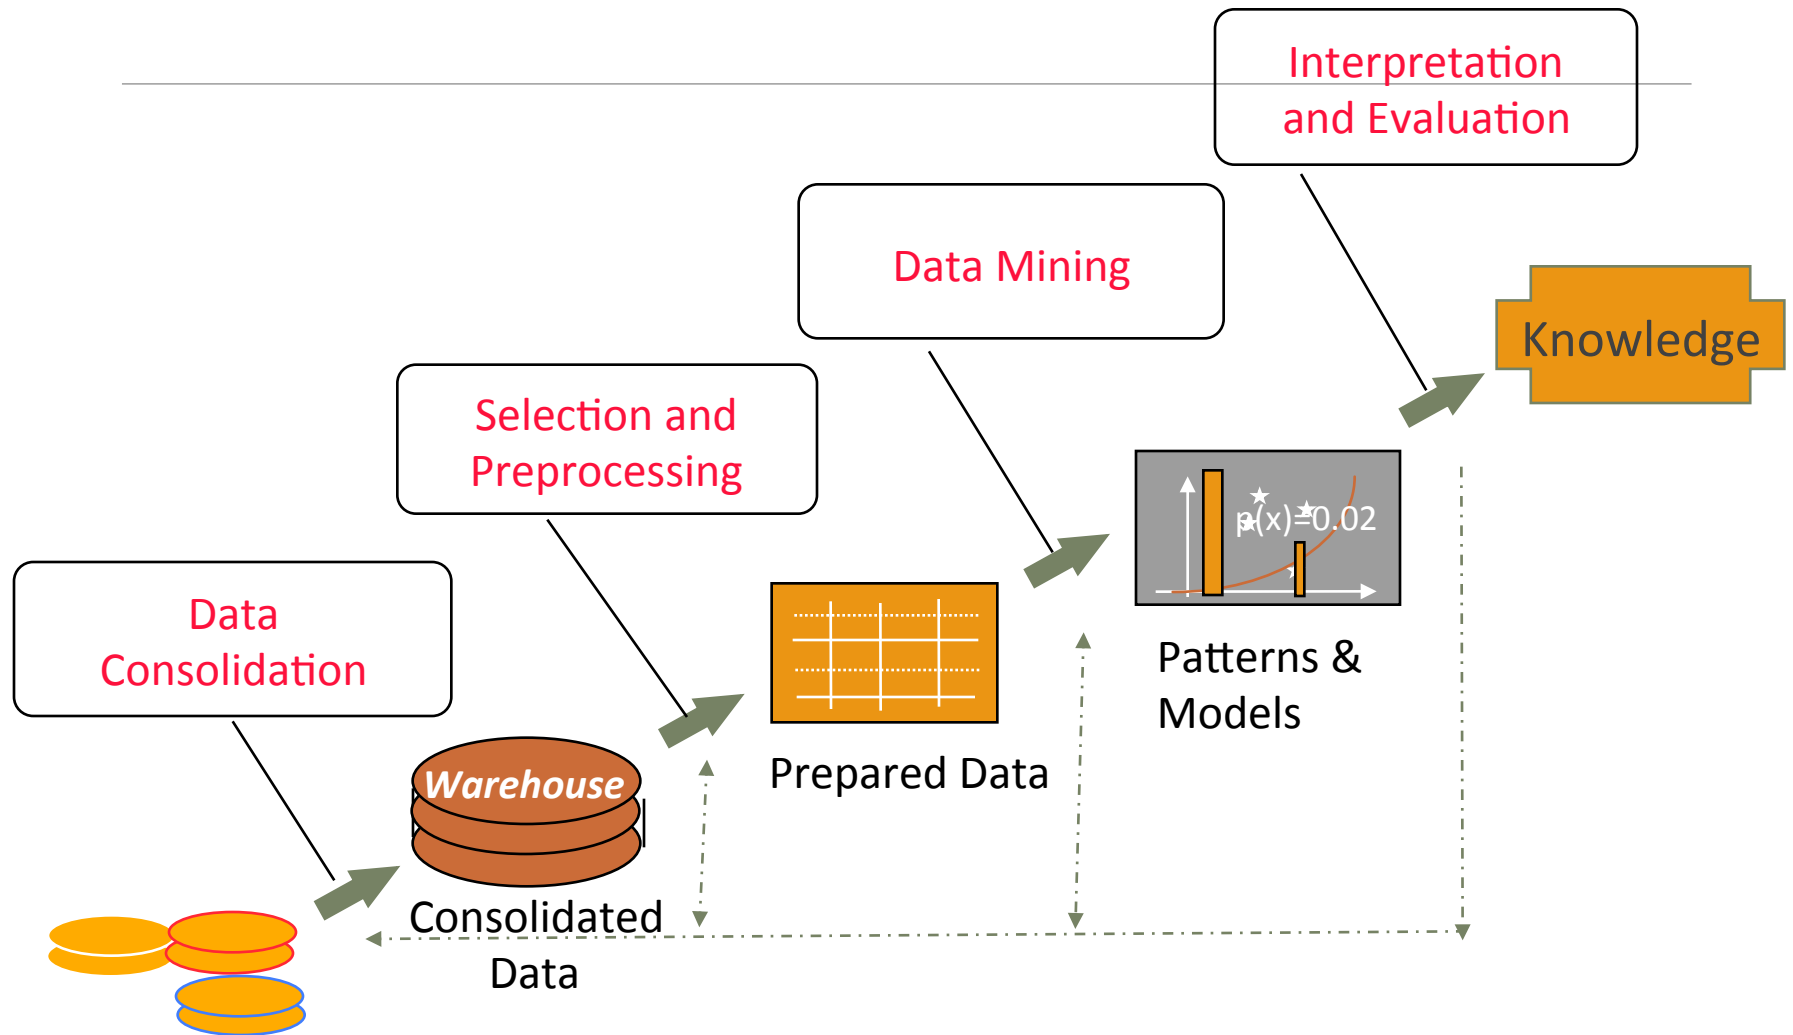 Interpretation
and Evaluation
Data Mining
Knowledge
Selection and
Preprocessing
p(x)=0.02
Data
Consolidation
Patterns &
Models
Warehouse
Prepared Data
Consolidated
Data